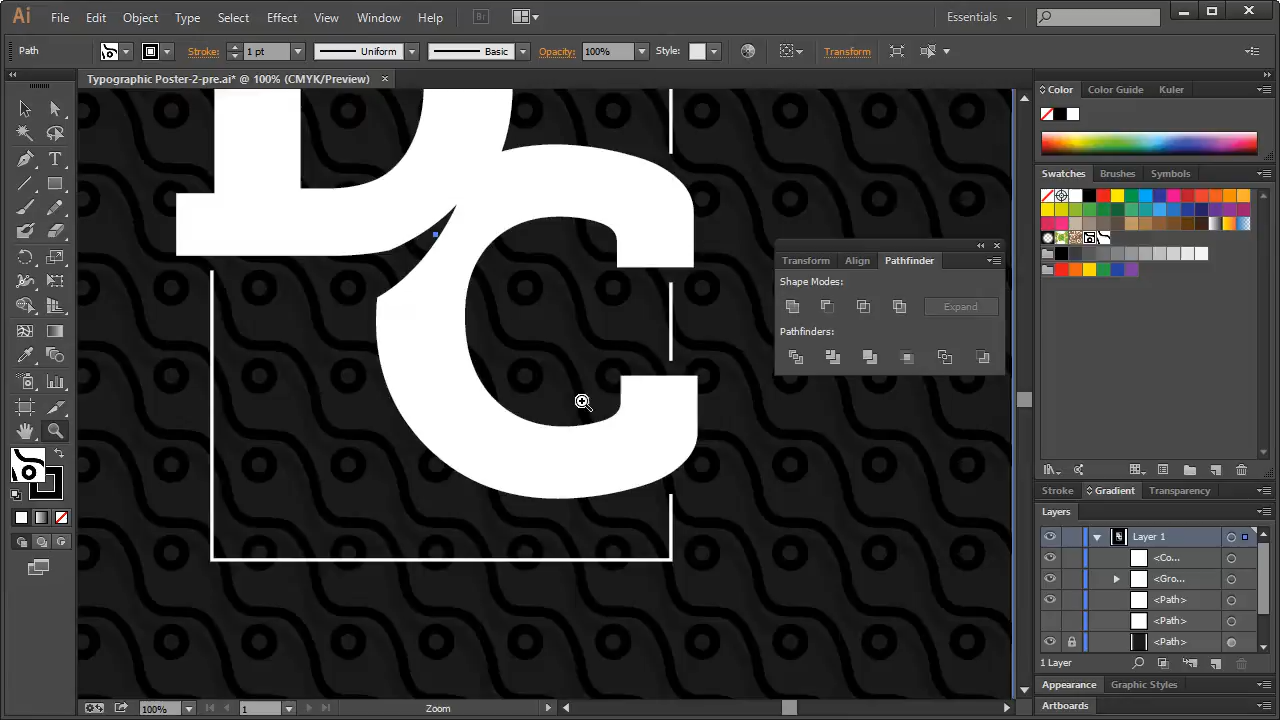 Ai File Edit Object Type Select Effect View Window Help Br Essentials
Path Stroke: 1 pt Uniform Basic Opacity: 100% Style: Transform
Typographic Poster-2-pre.ai* @ 100% (CMYK/Preview)
Color Color Guide Kuler
Swatches Brushes Symbols
C
Transform Align Pathfinder
Shape Modes:
Expand
Pathfinders:
Stroke Gradient Transparency
Layers
Layer 1
<Co...
<Gro...
<Path>
<Path>
<Path>
1 Layer
Appearance Graphic Styles
Artboards
100% 1 Zoom